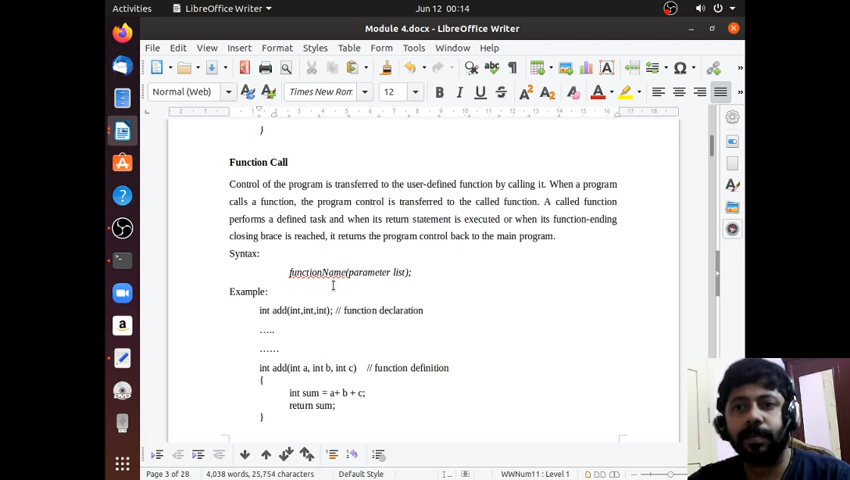 Activities
LibreOffice Writer
Jun 12 00:14
00:14
Module 4.docx - LibreOffice Writer
File Edit View Insert Format Styles Table Form Tools Window Help
Normal (Web)
Times New Rom
12
}
Function Call
Control of the program is transferred to the user-defined function by calling it. When a program
calls a function, the program control is transferred to the called function. A called function
performs a defined task and when its return statement is executed or when its function-ending
closing brace is reached, it returns the program control back to the main program.
Syntax:
functionName(parameter list);
Example:
int add(int,int,int); // function declaration
…..
……
int add(int a, int b, int c) // function definition
{
int sum = a+ b + c;
return sum;
}
Page 3 of 28
4,038 words, 25,754 characters
Default Style
WWNum11 : Level 1